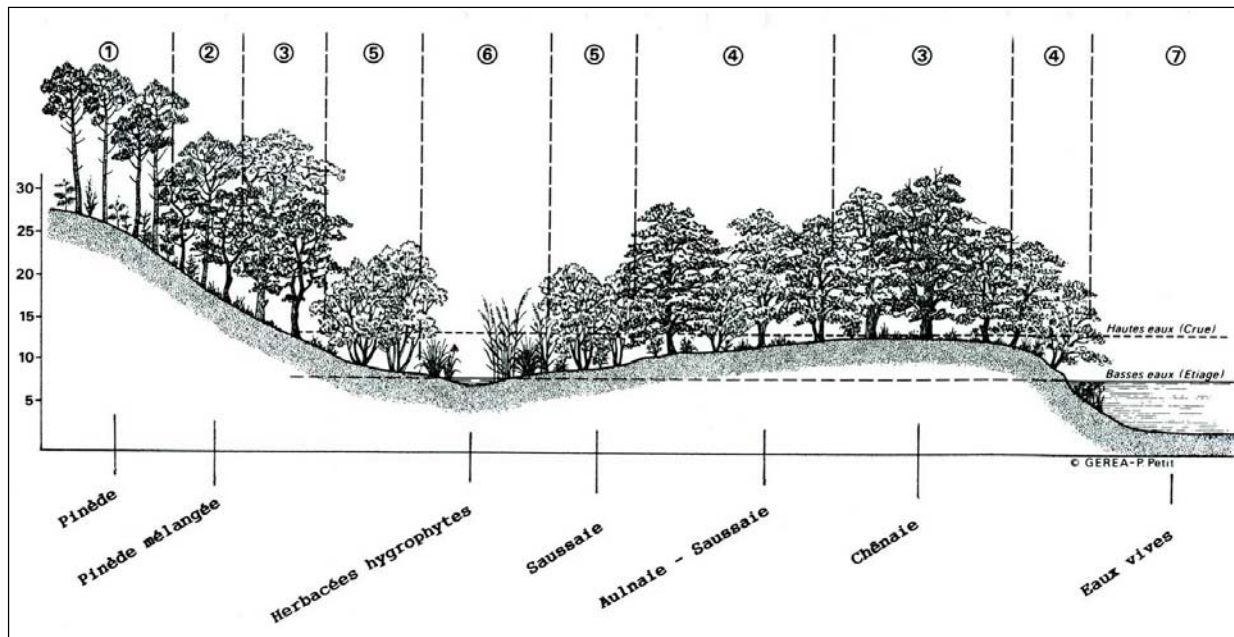 ① ② ③ ⑤ ⑥ ⑤ ④ ③ ④ ⑦
30
25
20
15
10
5
Hautes eaux (Crue)
Basses eaux (Etiage)
© GEREA-P. Petit
Pinède
Pinède mélangée
Herbacées hygrophytes
Saussaie
Aulnaie - Saussaie
Chênaie
Eaux vives